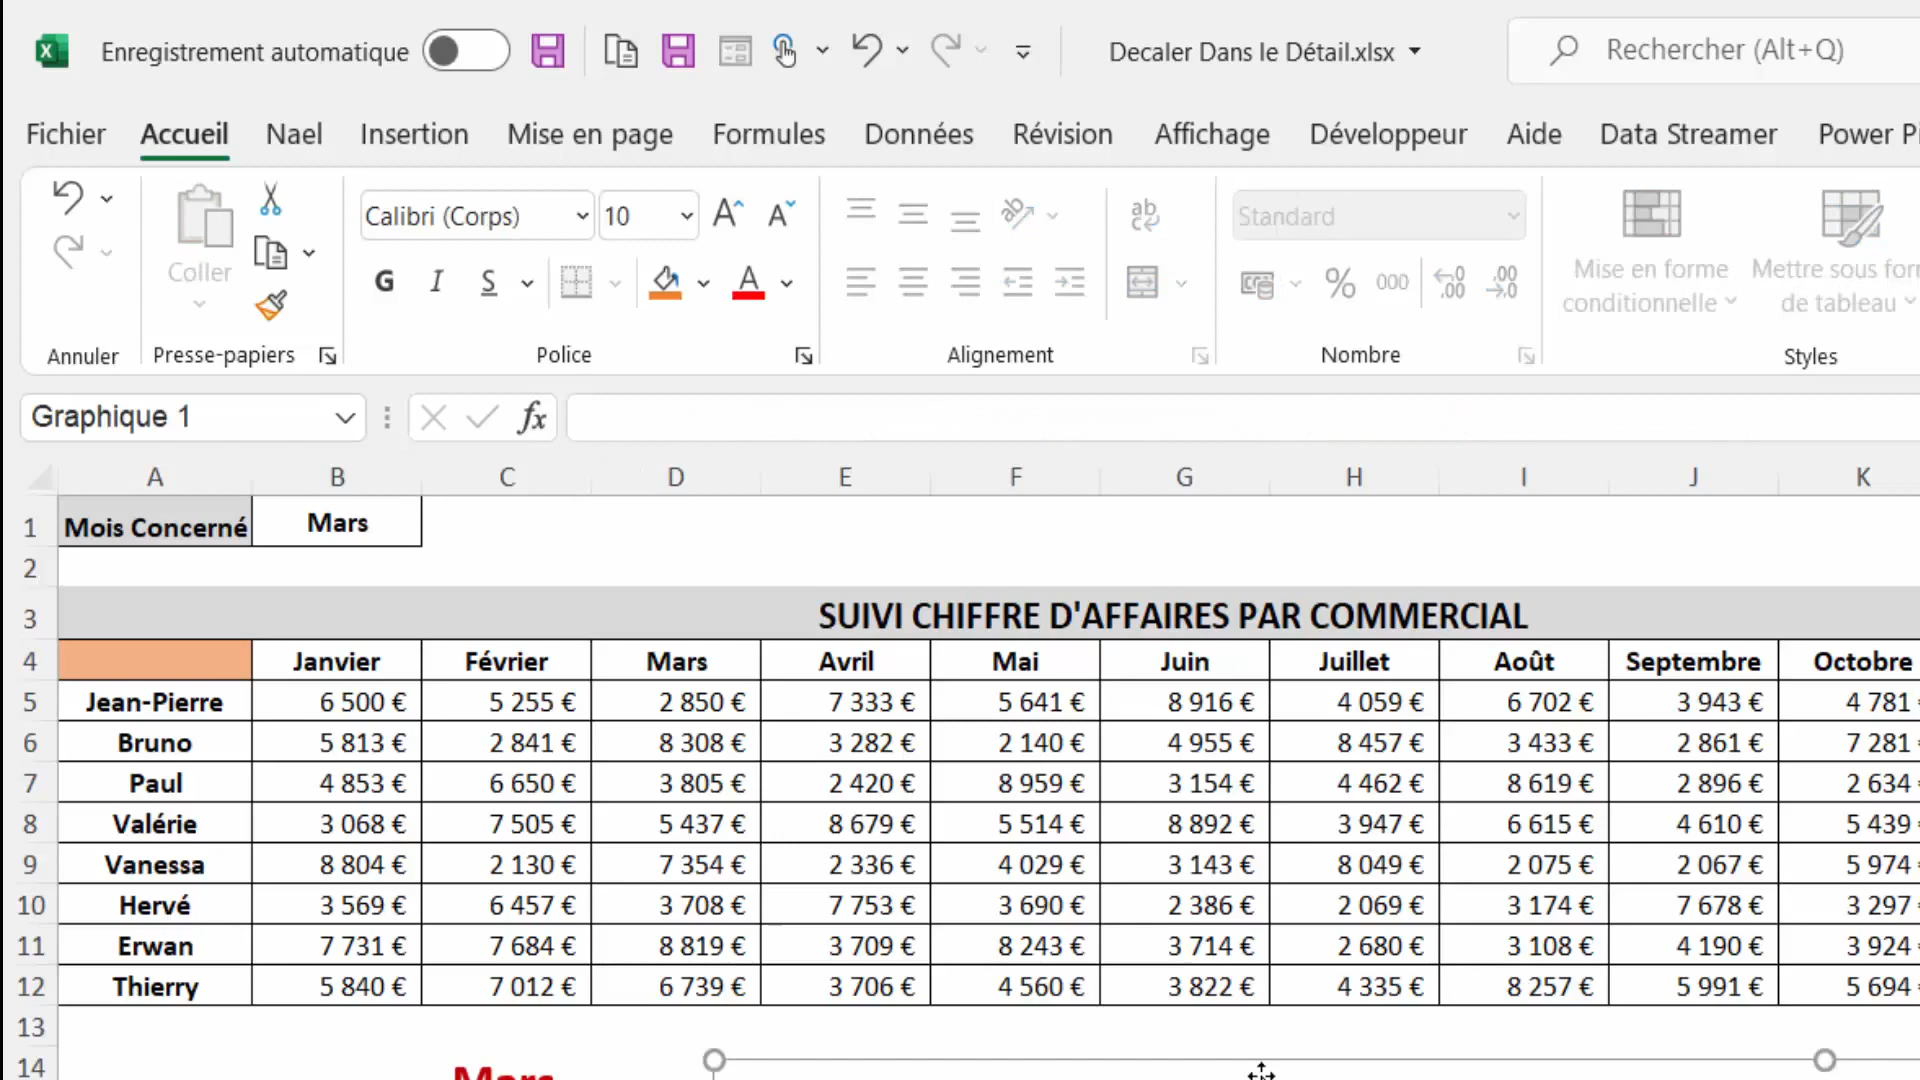 Enregistrement automatique Decaler Dans le Détail.xlsx Rechercher (Alt+Q)
Fichier Accueil Nael Insertion Mise en page Formules Données Révision Affichage Développeur Aide Data Streamer Power
Coller Calibri (Corps) 10 Standard
G I S A % 000 Mise en forme conditionnelle Mettre sous de tableau
Annuler Presse-papiers Police Alignement Nombre Styles
Graphique 1 fx
A B C D E F G H I J K
1 Mois Concerné Mars
2
3 SUIVI CHIFFRE D'AFFAIRES PAR COMMERCIAL
4 Janvier Février Mars Avril Mai Juin Juillet Août Septembre Octobre
5 Jean-Pierre 6 500 € 5 255 € 2 850 € 7 333 € 5 641 € 8 916 € 4 059 € 6 702 € 3 943 € 4 781
6 Bruno 5 813 € 2 841 € 8 308 € 3 282 € 2 140 € 4 955 € 8 457 € 3 433 € 2 861 € 7 281
7 Paul 4 853 € 6 650 € 3 805 € 2 420 € 8 959 € 3 154 € 4 462 € 8 619 € 2 896 € 2 634
8 Valérie 3 068 € 7 505 € 5 437 € 8 679 € 5 514 € 8 892 € 3 947 € 6 615 € 4 610 € 5 439
9 Vanessa 8 804 € 2 130 € 7 354 € 2 336 € 4 029 € 3 143 € 8 049 € 2 075 € 2 067 € 5 974
10 Hervé 3 569 € 6 457 € 3 708 € 7 753 € 3 690 € 2 386 € 2 069 € 3 174 € 7 678 € 3 297
11 Erwan 7 731 € 7 684 € 8 819 € 3 709 € 8 243 € 3 714 € 2 680 € 3 108 € 4 190 € 3 924
12 Thierry 5 840 € 7 012 € 6 739 € 3 706 € 4 560 € 3 822 € 4 335 € 8 257 € 5 991 € 5 694
13
14 Mars